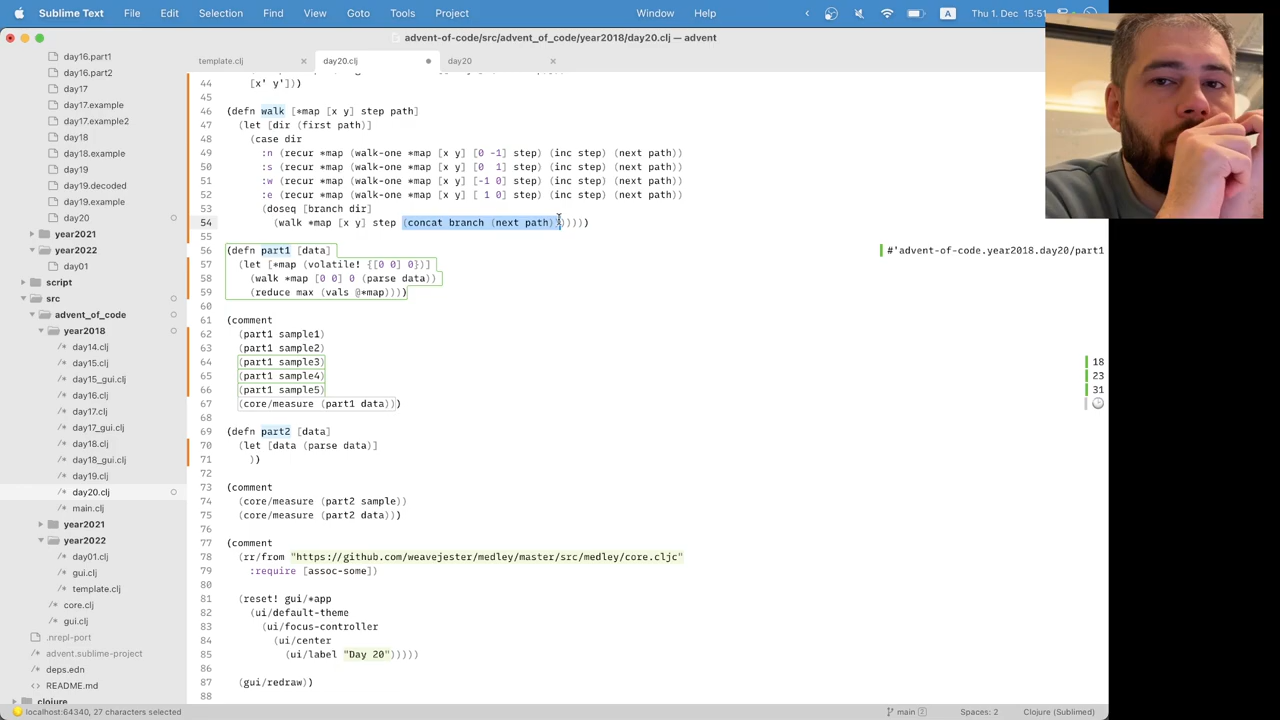 Sublime Text File Edit Selection Find View Goto Tools Project Window Help A Thu 1. Dec 15:51
advent-of-code/src/advent_of_code/year2018/day20.clj — advent
template.clj × day20.clj day20 ×
day16.part1
day16.part2
day17
day17.example
day17.example2
day18
day18.example
day19
day19.decoded
day19.example
day20
year2021
year2022
day01
script
src
advent_of_code
year2018
/* day14.clj
/* day15.clj
/* day15_gui.clj
/* day16.clj
/* day17.clj
/* day17_gui.clj
/* day18.clj
/* day18_gui.clj
/* day19.clj
/* day20.clj
/* main.clj
year2021
year2022
/* day01.clj
/* gui.clj
/* template.clj
/* core.clj
/* gui.clj
.nrepl-port
advent.sublime-project
deps.edn
README.md
clojure
44 [x' y']))
45
46 (defn walk [*map [x y] step path]
47 (let [dir (first path)]
48 (case dir
49 :n (recur *map (walk-one *map [x y] [0 -1] step) (inc step) (next path))
50 :s (recur *map (walk-one *map [x y] [0  1] step) (inc step) (next path))
51 :w (recur *map (walk-one *map [x y] [-1 0] step) (inc step) (next path))
52 :e (recur *map (walk-one *map [x y] [ 1 0] step) (inc step) (next path))
53 (doseq [branch dir]
54 (walk *map [x y] step (concat branch (next path))))))
55
56 (defn part1 [data] #'advent-of-code.year2018.day20/part1
57 (let [*map (volatile! {[0 0] 0})]
58 (walk *map [0 0] 0 (parse data))
59 (reduce max (vals @*map))))
60
61 (comment
62 (part1 sample1)
63 (part1 sample2)
64 (part1 sample3) 18
65 (part1 sample4) 23
66 (part1 sample5) 31
67 (core/measure (part1 data)))
68
69 (defn part2 [data]
70 (let [data (parse data)]
71 ))
72
73 (comment
74 (core/measure (part2 sample))
75 (core/measure (part2 data)))
76
77 (comment
78 (rr/from "https://github.com/weavejester/medley/master/src/medley/core.cljc"
79 :require [assoc-some])
80
81 (reset! gui/*app
82 (ui/default-theme
83 (ui/focus-controller
84 (ui/center
85 (ui/label "Day 20")))))
86
87 (gui/redraw))
88
localhost:64340, 27 characters selected main 2 Spaces: 2 Clojure (Sublimed)